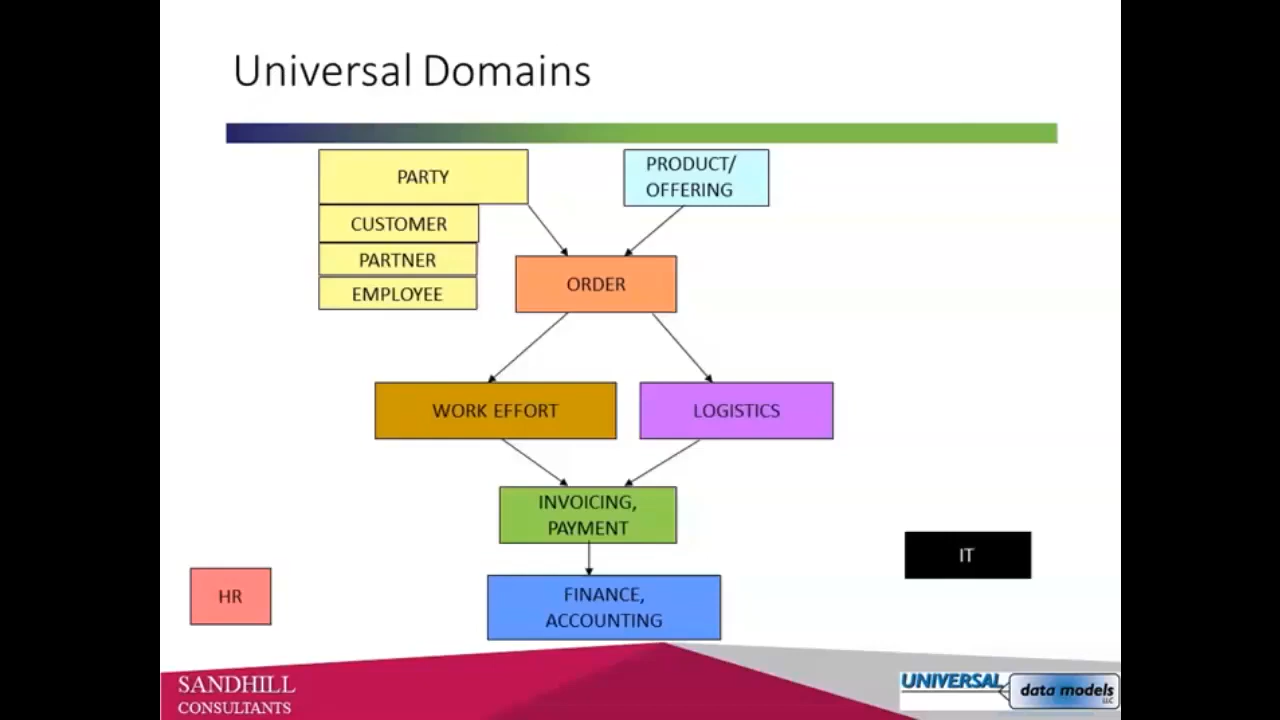 Universal Domains
PARTY
PRODUCT/
OFFERING
CUSTOMER
PARTNER
EMPLOYEE
ORDER
WORK EFFORT
LOGISTICS
INVOICING,
PAYMENT
IT
HR
FINANCE,
ACCOUNTING
SANDHILL
CONSULTANTS
UNIVERSAL
data models
LLC